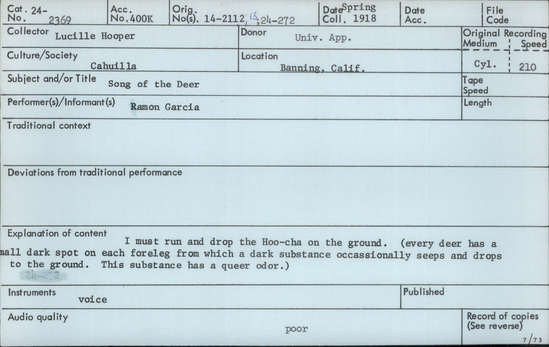 Cat. 24- Acc. Orig. Date Spring Date File
No. 2369 No. 400K No(s). 14-2112, 24-272 Coll. 1918 Acc. Code
Collector Lucille Hooper Donor Univ. App. Original Recording
Medium Speed
Culture/Society Cahuilla Location Banning, Calif. Cyl. 210
Subject and/or Title Song of the Deer Tape
Speed
Performer(s)/Informant(s) Ramon Garcia Length
Traditional context
Deviations from traditional performance
Explanation of content I must run and drop the Hoo-cha on the ground. (every deer has a
mall dark spot on each foreleg from which a dark substance occassionally seeps and drops
to the ground. This substance has a queer odor.)
Instruments voice Published
Audio quality poor Record of copies
(See reverse)
7/73